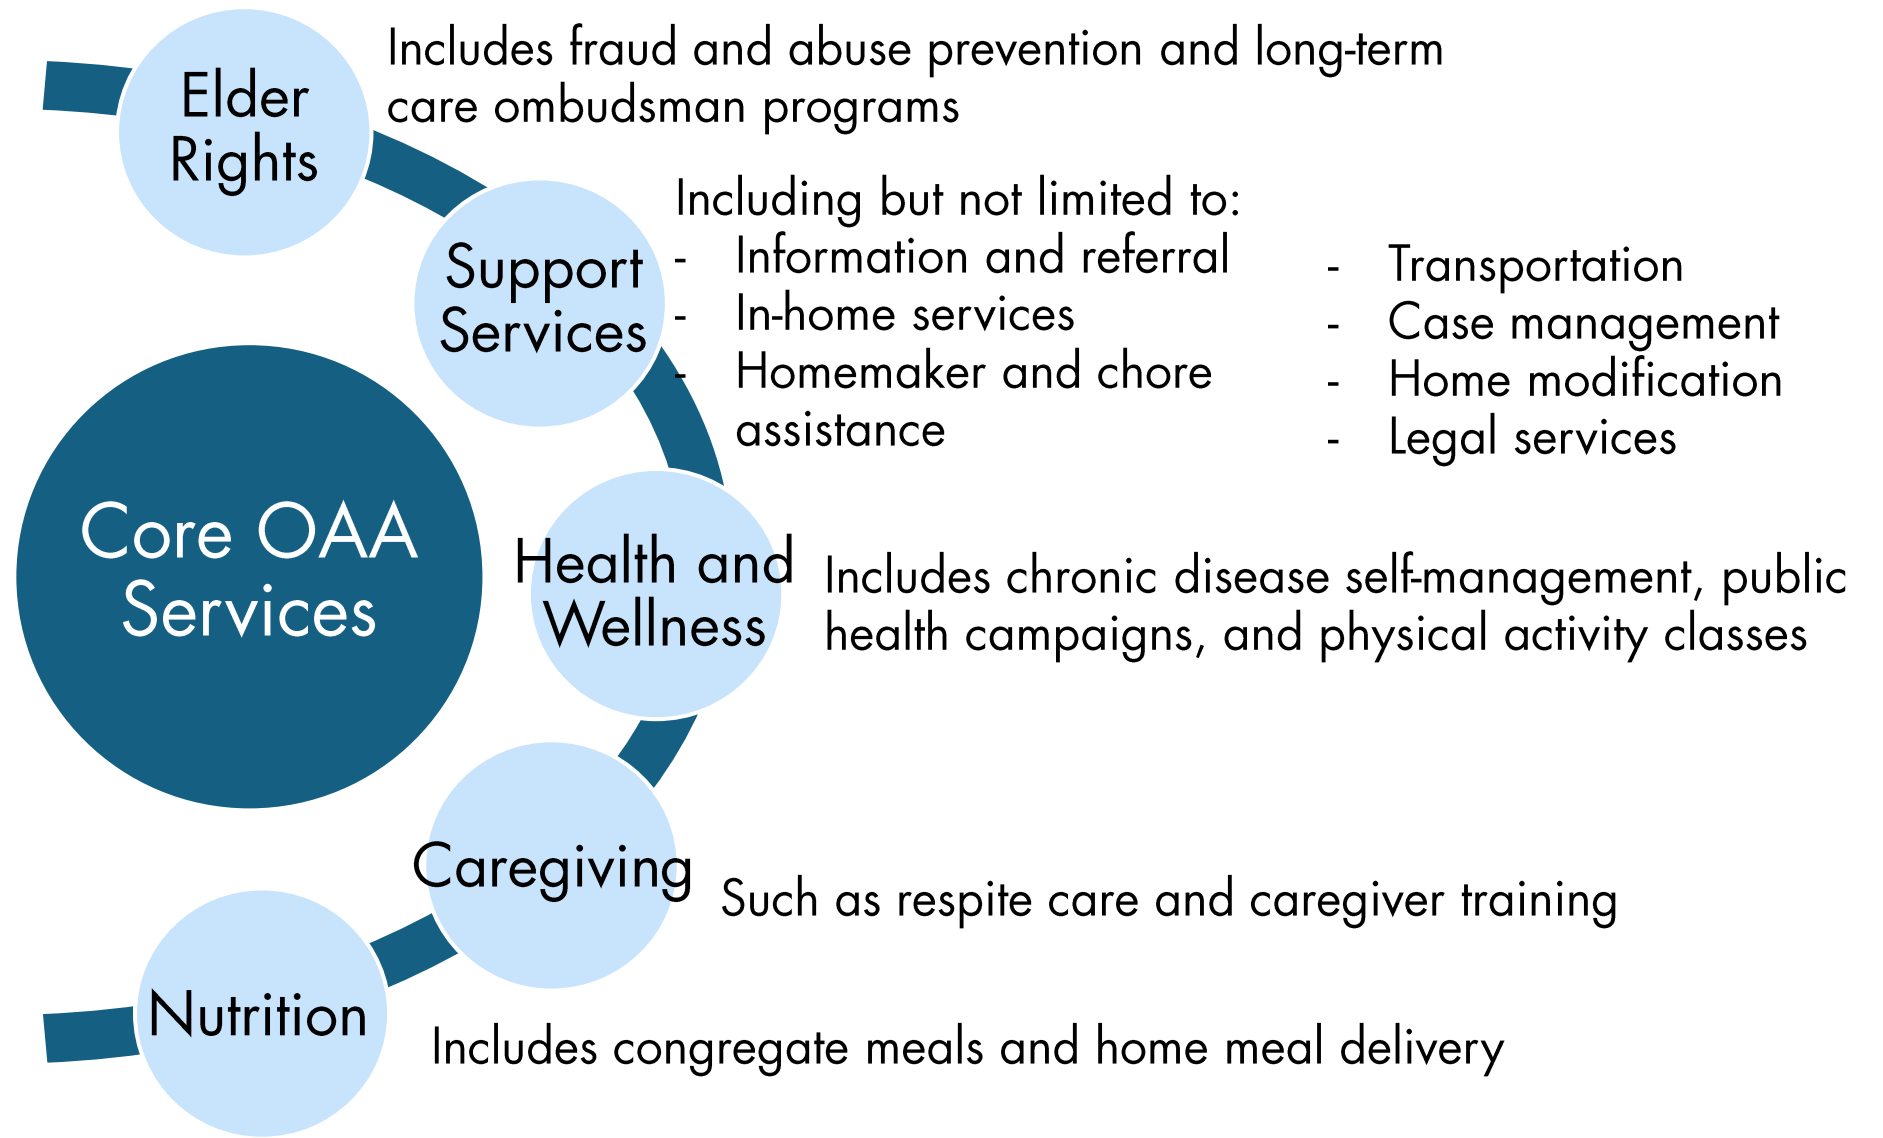 Elder
Rights
Includes fraud and abuse prevention and long-term
care ombudsman programs
Support
Services
Including but not limited to:
- Information and referral
- In-home services
- Homemaker and chore
assistance
- Transportation
- Case management
- Home modification
- Legal services
Core OAA
Services
Health and
Wellness
Includes chronic disease self-management, public
health campaigns, and physical activity classes
Caregiving
Such as respite care and caregiver training
Nutrition
Includes congregate meals and home meal delivery